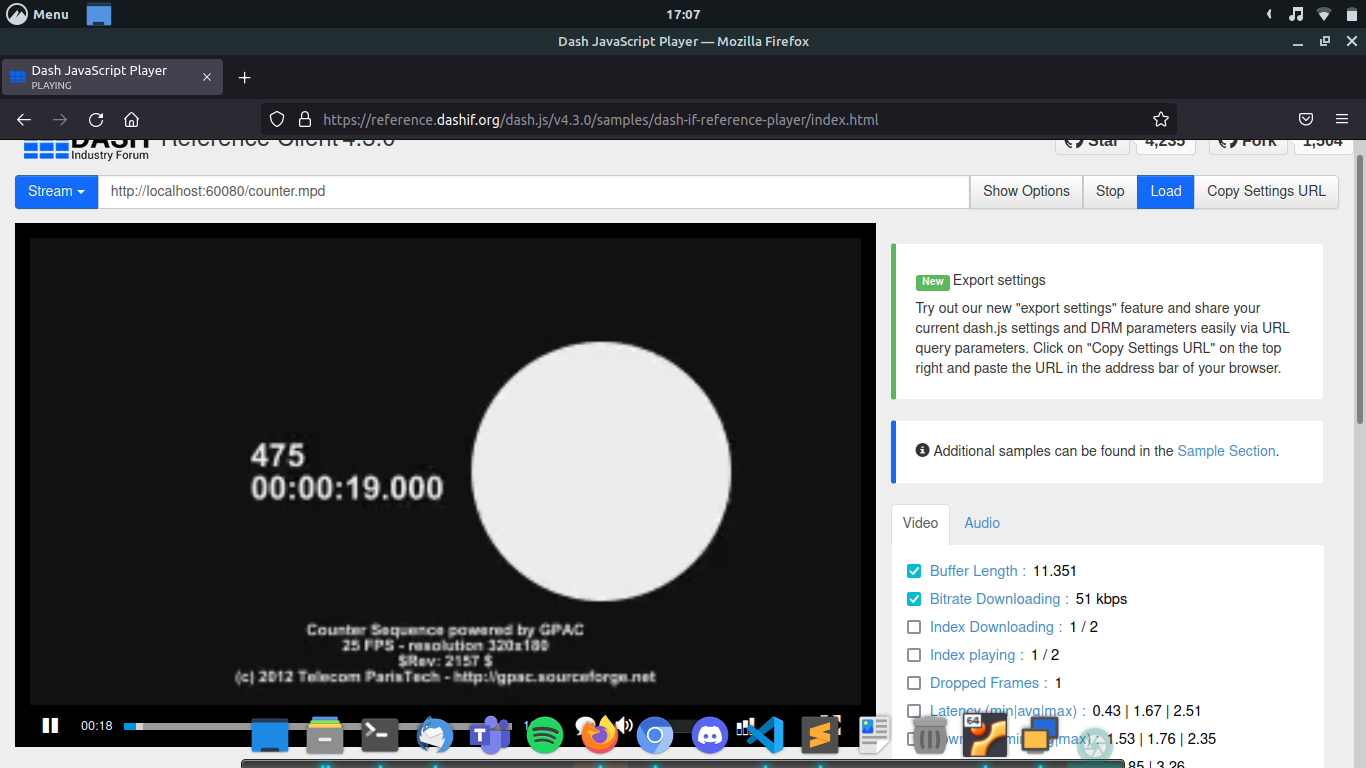 Menu
17:07
Dash JavaScript Player — Mozilla Firefox
Dash JavaScript Player
PLAYING
https://reference.dashif.org/dash.js/v4.3.0/samples/dash-if-reference-player/index.html
DASH Reference Client 4.3.0
Industry Forum
Star 4,235 Fork 1,504
Stream http://localhost:60080/counter.mpd Show Options Stop Load Copy Settings URL
475
00:00:19.000
Counter Sequence powered by GPAC
25 FPS - resolution 320x180
$Rev: 2157 $
(c) 2012 Telecom ParisTech - http://gpac.sourceforge.net
00:18
New Export settings
Try out our new "export settings" feature and share your
current dash.js settings and DRM parameters easily via URL
query parameters. Click on "Copy Settings URL" on the top
right and paste the URL in the address bar of your browser.
Additional samples can be found in the Sample Section.
Video Audio
Buffer Length : 11.351
Bitrate Downloading : 51 kbps
Index Downloading : 1 / 2
Index playing : 1 / 2
Dropped Frames : 1
Latency (min|avg|max) : 0.43 | 1.67 | 2.51
max) : 1.53 | 1.76 | 2.35
85 | 3.26
64